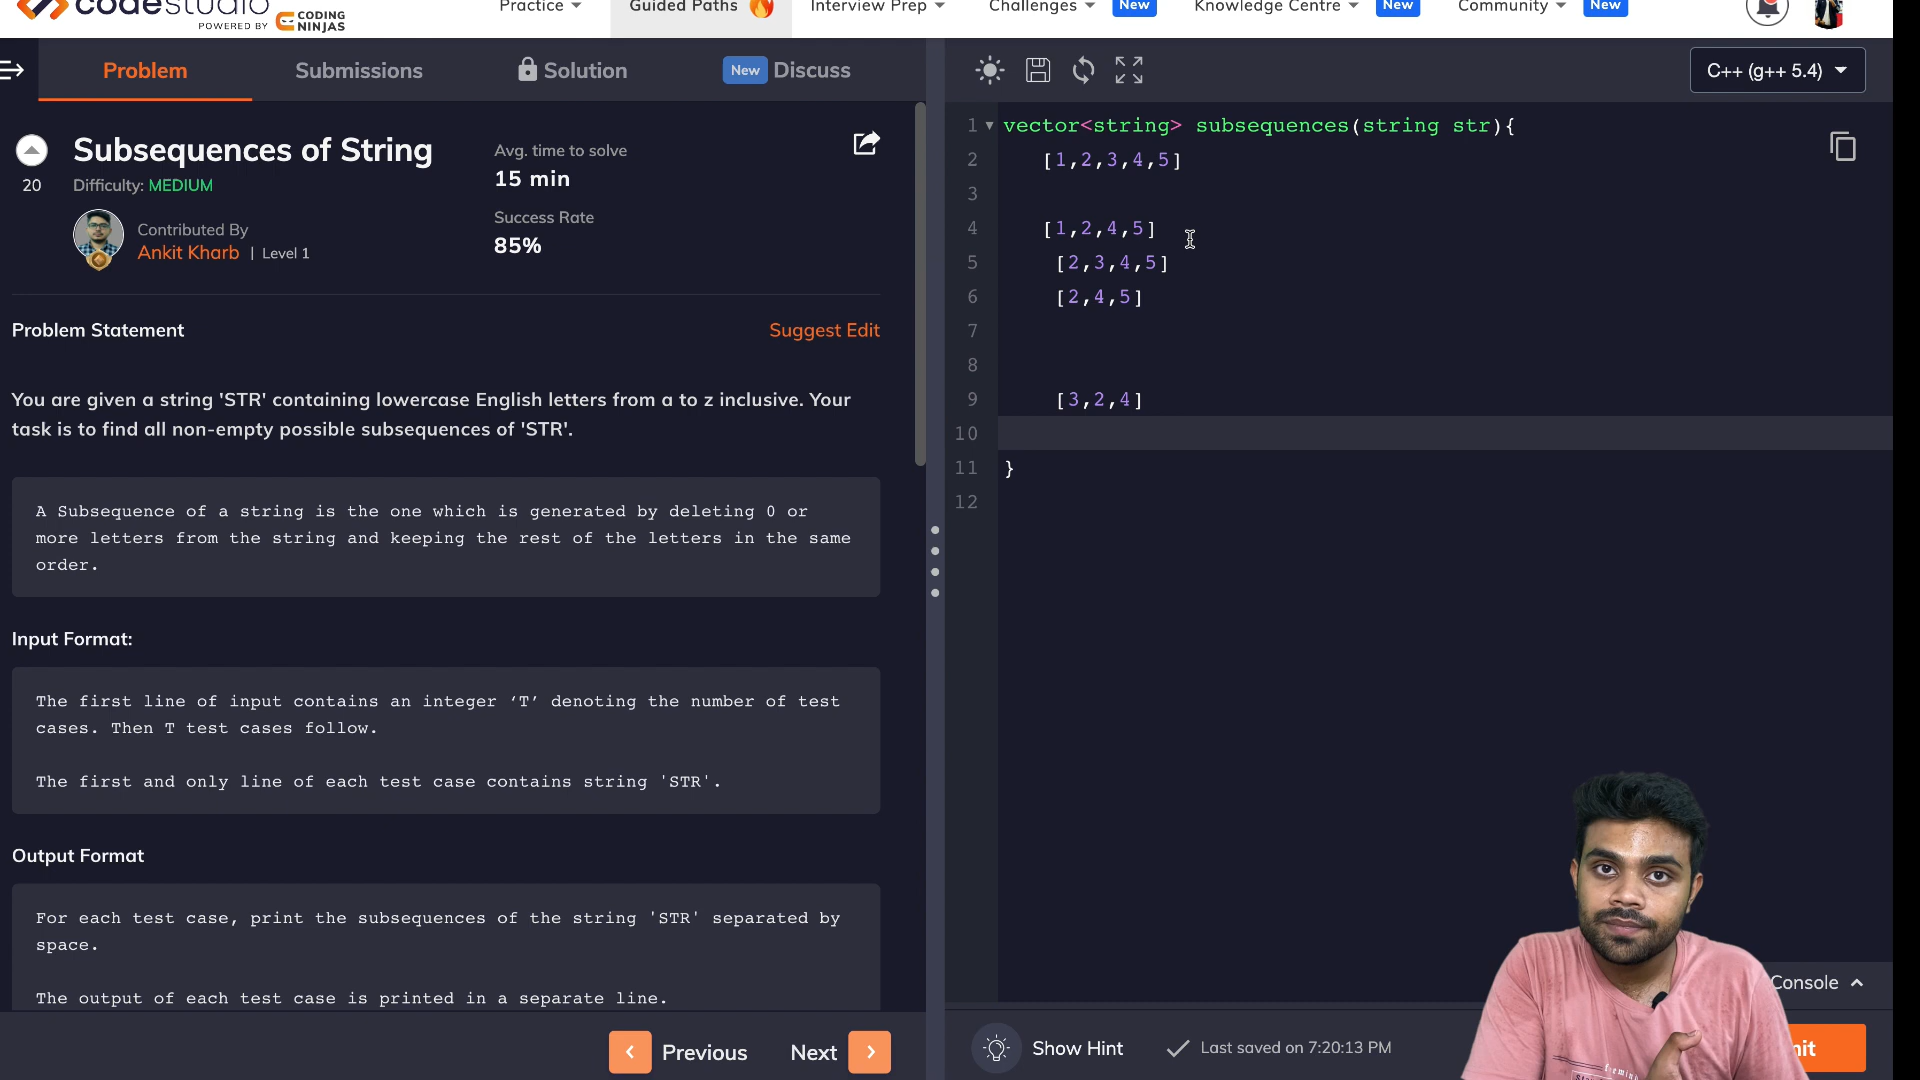 codestudio
POWERED BY CODING NINJAS
Practice
Guided Paths
Interview Prep
Challenges
New
Knowledge Centre
New
Community
New
Problem
Submissions
Solution
New
Discuss
C++ (g++ 5.4)
Subsequences of String
Difficulty: MEDIUM
20
Contributed By
Ankit Kharb | Level 1
Avg. time to solve
15 min
Success Rate
85%
Problem Statement
Suggest Edit
You are given a string 'STR' containing lowercase English letters from a to z inclusive. Your
task is to find all non-empty possible subsequences of 'STR'.
A Subsequence of a string is the one which is generated by deleting 0 or
more letters from the string and keeping the rest of the letters in the same
order.
Input Format:
The first line of input contains an integer ‘T’ denoting the number of test
cases. Then T test cases follow.
The first and only line of each test case contains string 'STR'.
Output Format
For each test case, print the subsequences of the string 'STR' separated by
space.
The output of each test case is printed in a separate line.
Previous
Next
1 vector<string> subsequences(string str){
2 [1,2,3,4,5]
3
4 [1,2,4,5]
5 [2,3,4,5]
6 [2,4,5]
7
8
9 [3,2,4]
10
11 }
12
Console
Show Hint
Last saved on 7:20:13 PM